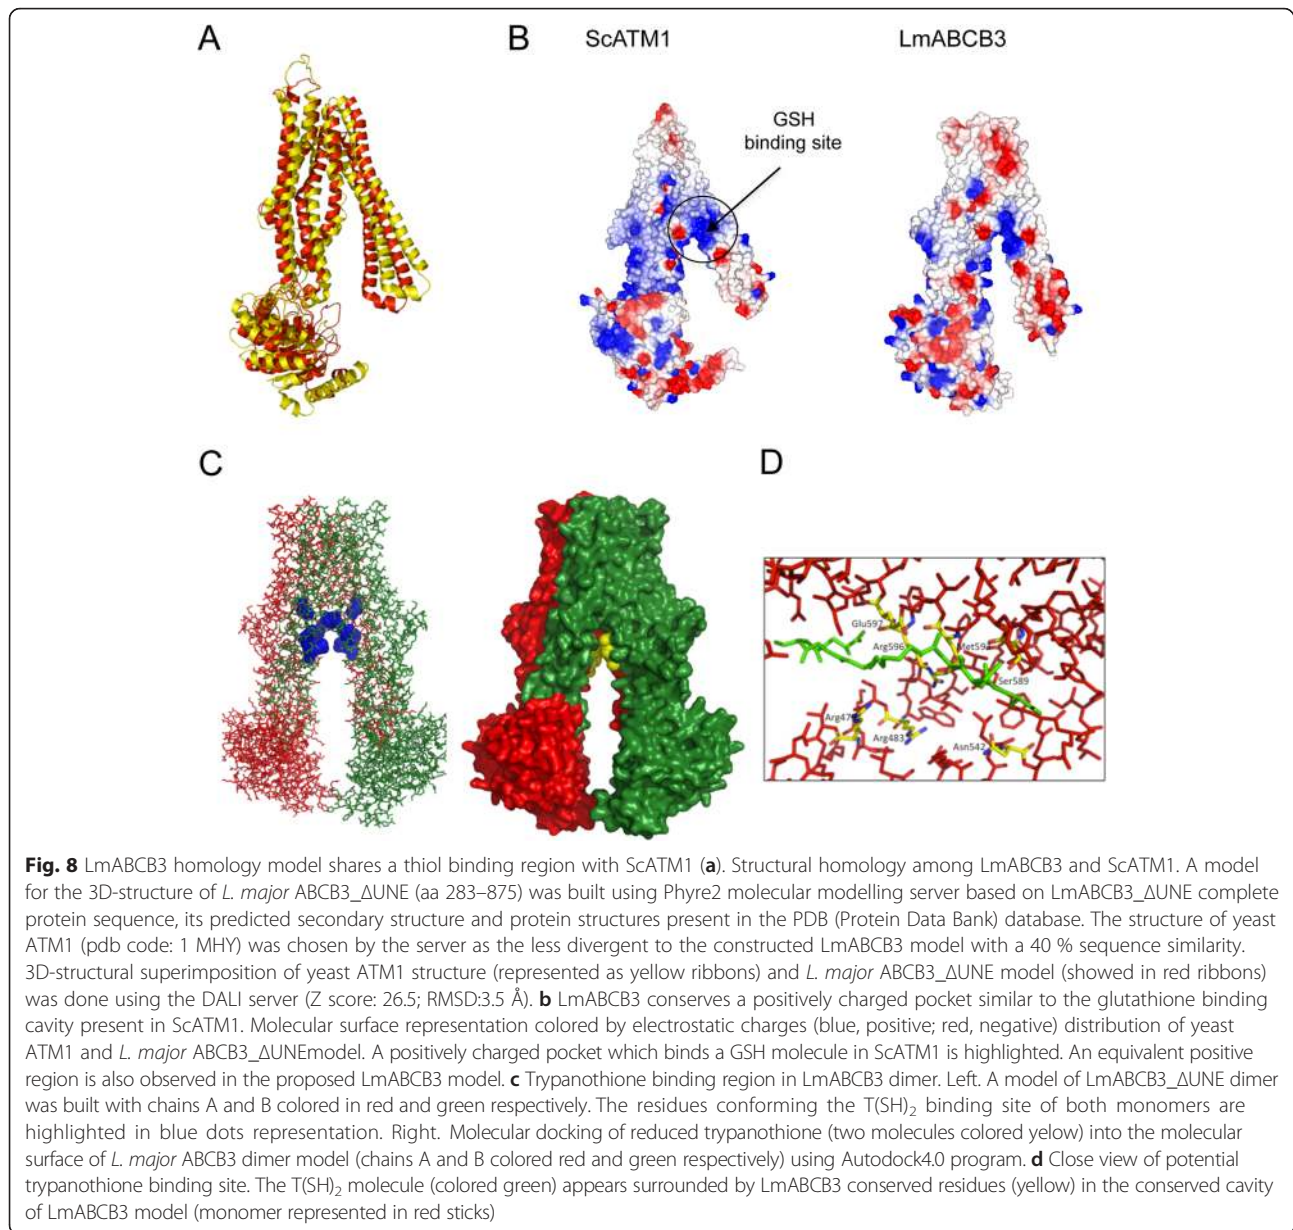 A
B
ScATM1
LmABCB3
GSH
binding site
C
D
Glu597
Arg596
Ser589
Arg483
Asn542
Fig. 8 LmABCB3 homology model shares a thiol binding region with ScATM1 (a). Structural homology among LmABCB3 and ScATM1. A model
for the 3D-structure of L. major ABCB3_ΔUNE (aa 283–875) was built using Phyre2 molecular modelling server based on LmABCB3_ΔUNE complete
protein sequence, its predicted secondary structure and protein structures present in the PDB (Protein Data Bank) database. The structure of yeast
ATM1 (pdb code: 1 MHY) was chosen by the server as the less divergent to the constructed LmABCB3 model with a 40 % sequence similarity.
3D-structural superimposition of yeast ATM1 structure (represented as yellow ribbons) and L. major ABCB3_ΔUNE model (showed in red ribbons)
was done using the DALI server (Z score: 26.5; RMSD:3.5 Å). b LmABCB3 conserves a positively charged pocket similar to the glutathione binding
cavity present in ScATM1. Molecular surface representation colored by electrostatic charges (blue, positive; red, negative) distribution of yeast
ATM1 and L. major ABCB3_ΔUNEmodel. A positively charged pocket which binds a GSH molecule in ScATM1 is highlighted. An equivalent positive
region is also observed in the proposed LmABCB3 model. c Trypanothione binding region in LmABCB3 dimer. Left. A model of LmABCB3_ΔUNE dimer
was built with chains A and B colored in red and green respectively. The residues conforming the T(SH)2 binding site of both monomers are
highlighted in blue dots representation. Right. Molecular docking of reduced trypanothione (two molecules colored yelow) into the molecular
surface of L. major ABCB3 dimer model (chains A and B colored red and green respectively) using Autodock4.0 program. d Close view of potential
trypanothione binding site. The T(SH)2 molecule (colored green) appears surrounded by LmABCB3 conserved residues (yellow) in the conserved cavity
of LmABCB3 model (monomer represented in red sticks)